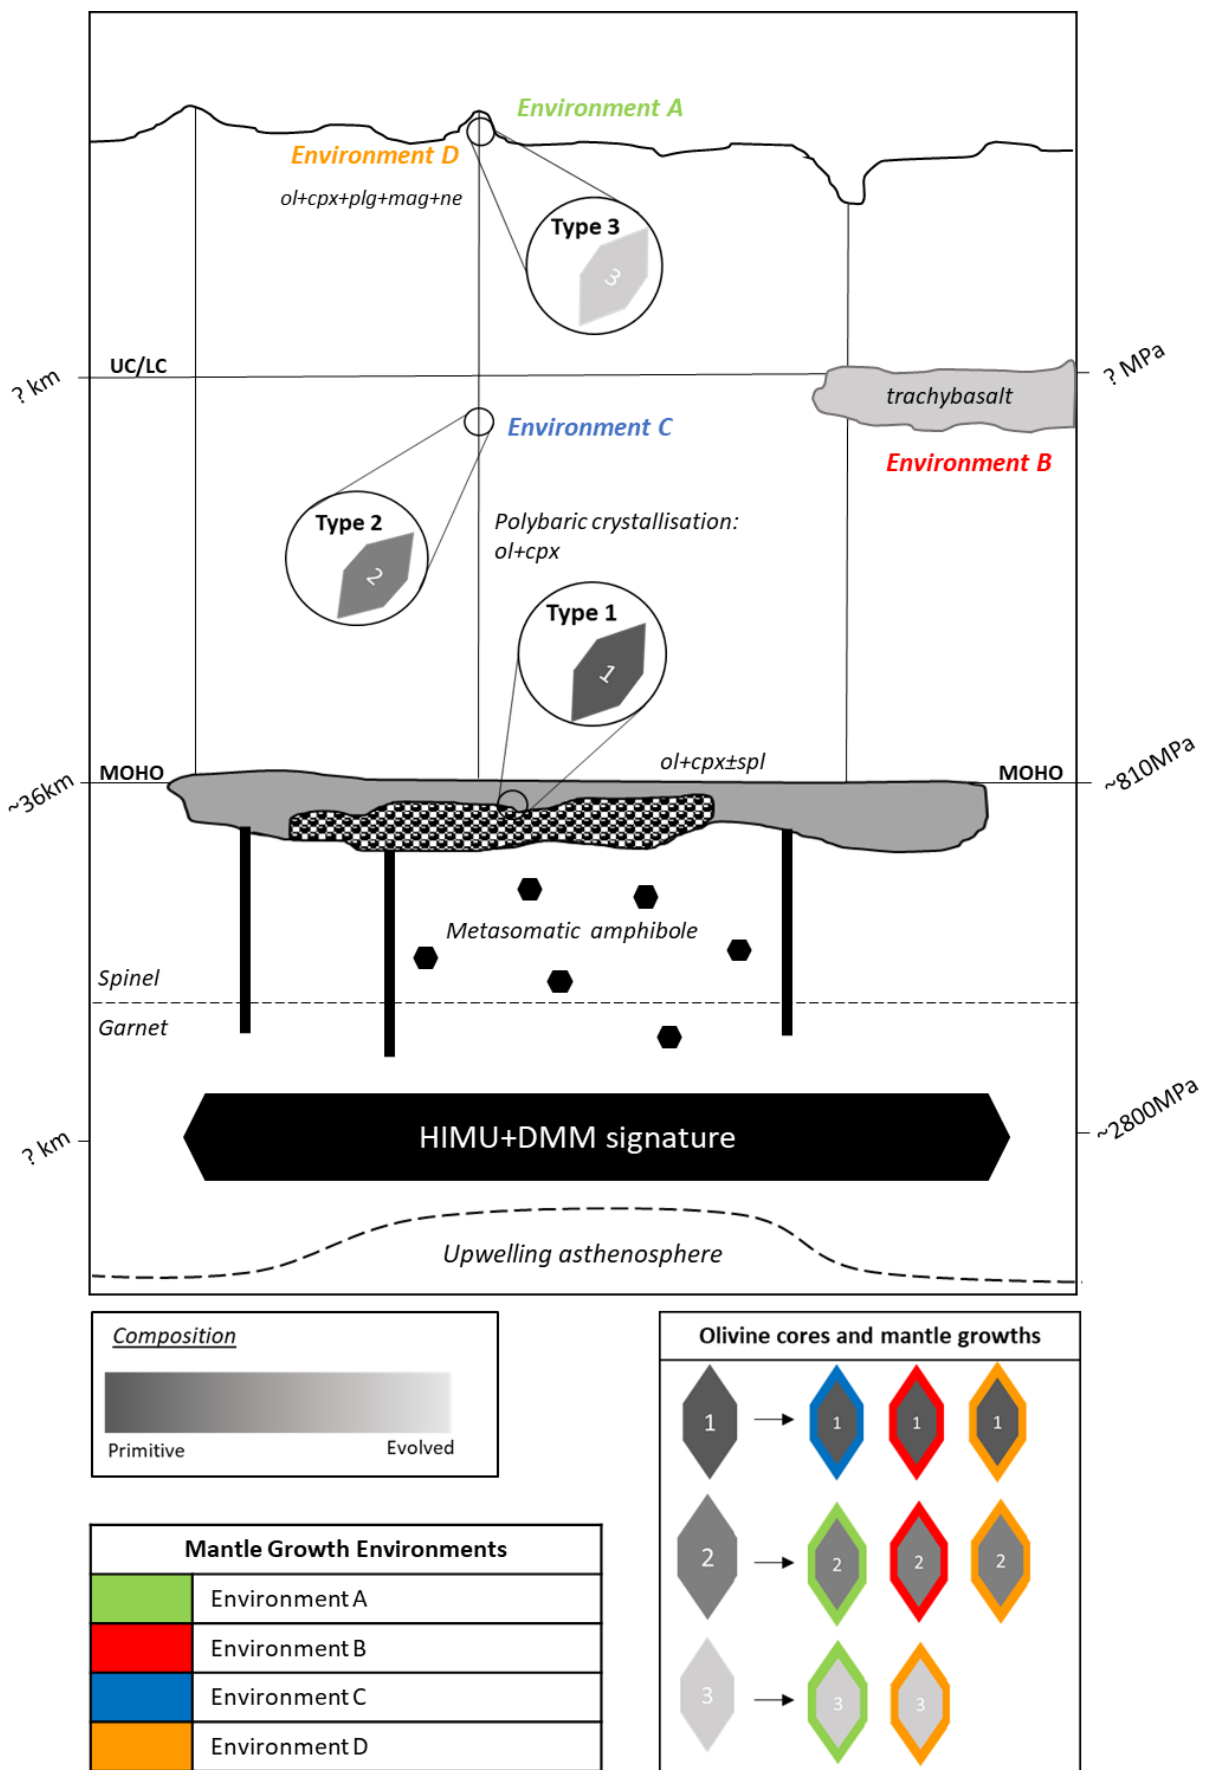 Environment A
Environment D
ol+cpx+plg+mag+ne
Type 3
3
UC/LC
? km
? MPa
trachybasalt
Environment C
Environment B
Type 2
2
Polybaric crystallisation:
ol+cpx
Type 1
1
ol+cpx±spl
MOHO
MOHO
~36km
~810MPa
Metasomatic amphibole
Spinel
Garnet
HIMU+DMM signature
? km
~2800MPa
Upwelling asthenosphere
Composition
Primitive
Evolved
Olivine cores and mantle growths
1
1
1
1
2
2
2
2
3
3
3
Mantle Growth Environments
Environment A
Environment B
Environment C
Environment D